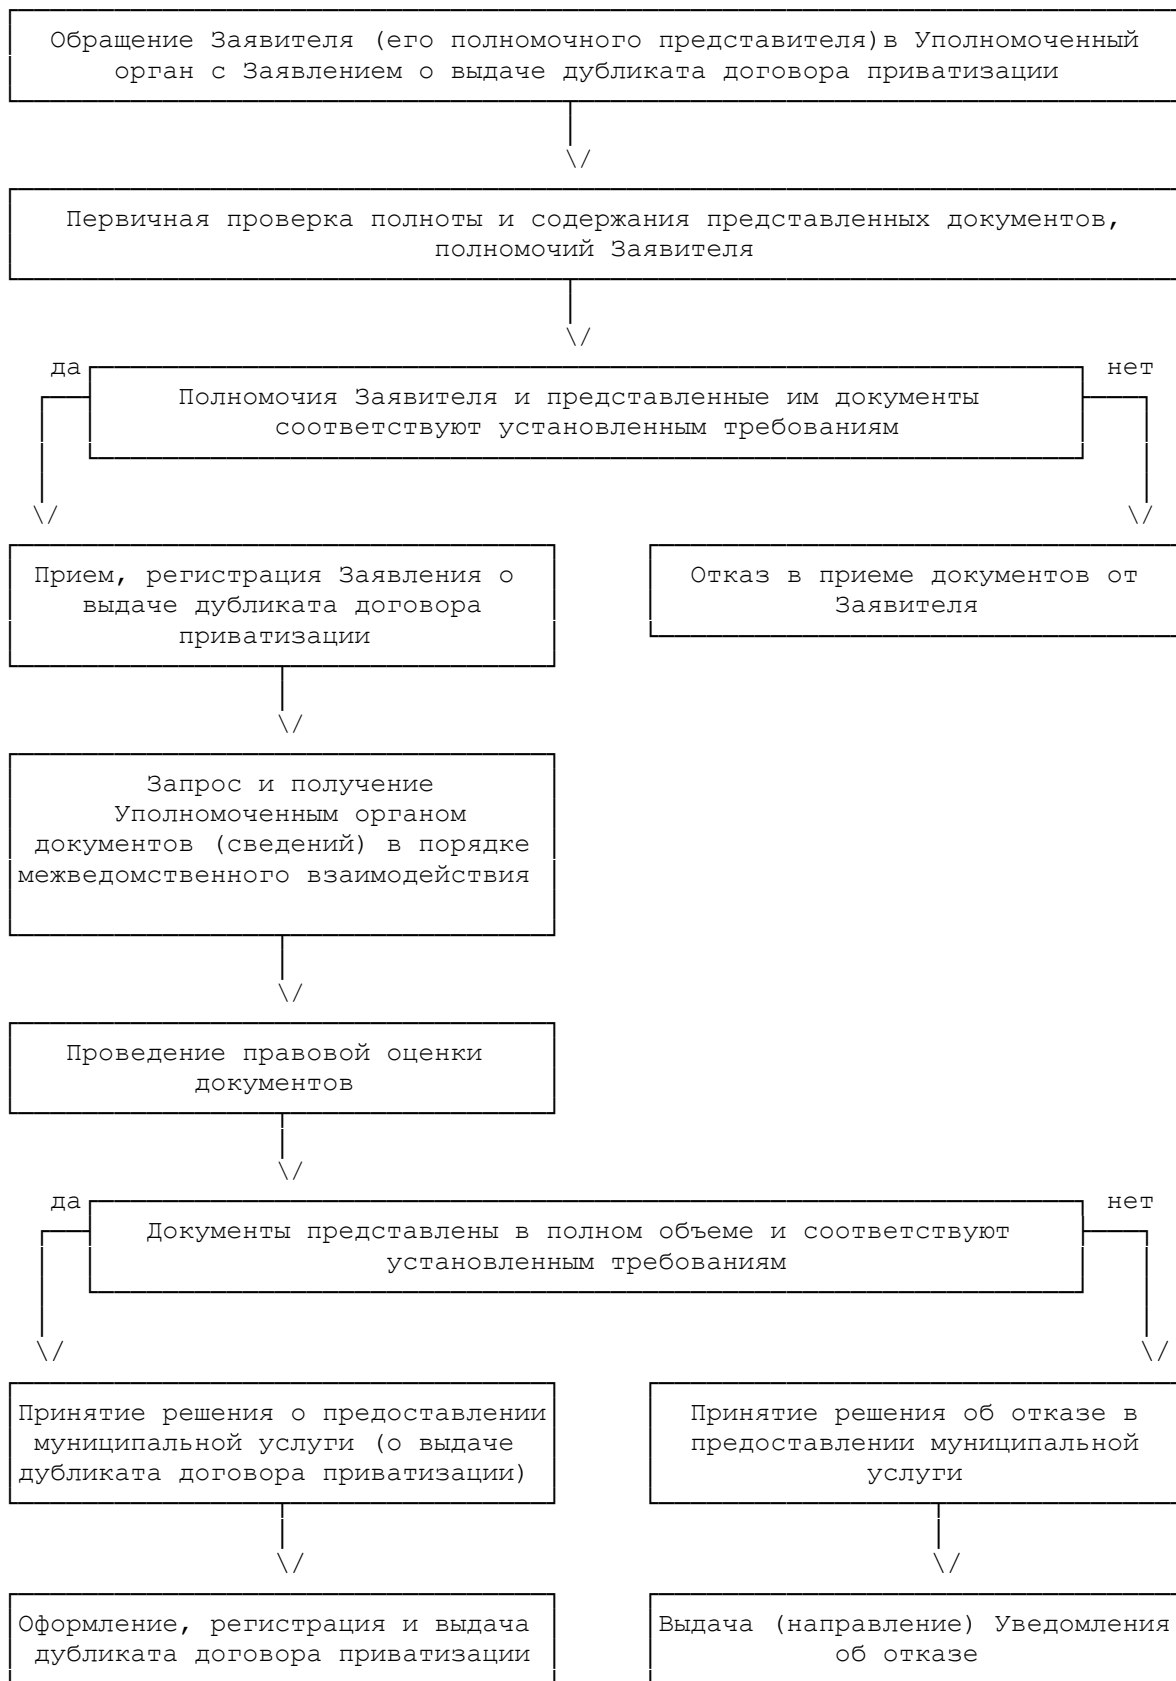 Обращение Заявителя (его полномочного представителя)в Уполномоченный
орган с Заявлением о выдаче дубликата договора приватизации
Первичная проверка полноты и содержания представленных документов,
полномочий Заявителя
да
нет
Полномочия Заявителя и представленные им документы
соответствуют установленным требованиям
Прием, регистрация Заявления о
выдаче дубликата договора
приватизации
Отказ в приеме документов от
Заявителя
Запрос и получение
Уполномоченным органом
документов (сведений) в порядке
межведомственного взаимодействия
Проведение правовой оценки
документов
да
нет
Документы представлены в полном объеме и соответствуют
установленным требованиям
Принятие решения о предоставлении
муниципальной услуги (о выдаче
дубликата договора приватизации)
Принятие решения об отказе в
предоставлении муниципальной
услуги
Оформление, регистрация и выдача
дубликата договора приватизации
Выдача (направление) Уведомления
об отказе